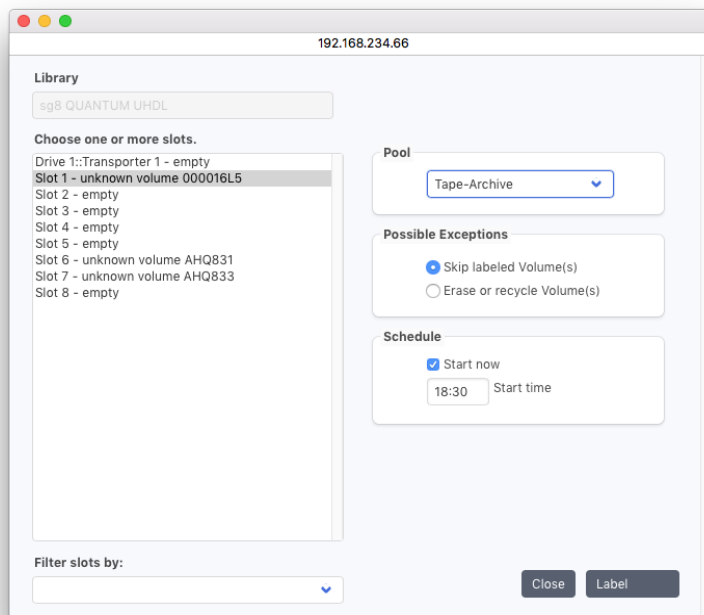 192.168.234.66
Library
sg8 QUANTUM UHDL
Choose one or more slots.
Drive 1::Transporter 1 - empty
Slot 1 - unknown volume 000016L5
Slot 2 - empty
Slot 3 - empty
Slot 4 - empty
Slot 5 - empty
Slot 6 - unknown volume AHQ831
Slot 7 - unknown volume AHQ833
Slot 8 - empty
Filter slots by:
Pool
Tape-Archive
Possible Exceptions
Skip labeled Volume(s)
Erase or recycle Volume(s)
Schedule
Start now
18:30 Start time
Close Label